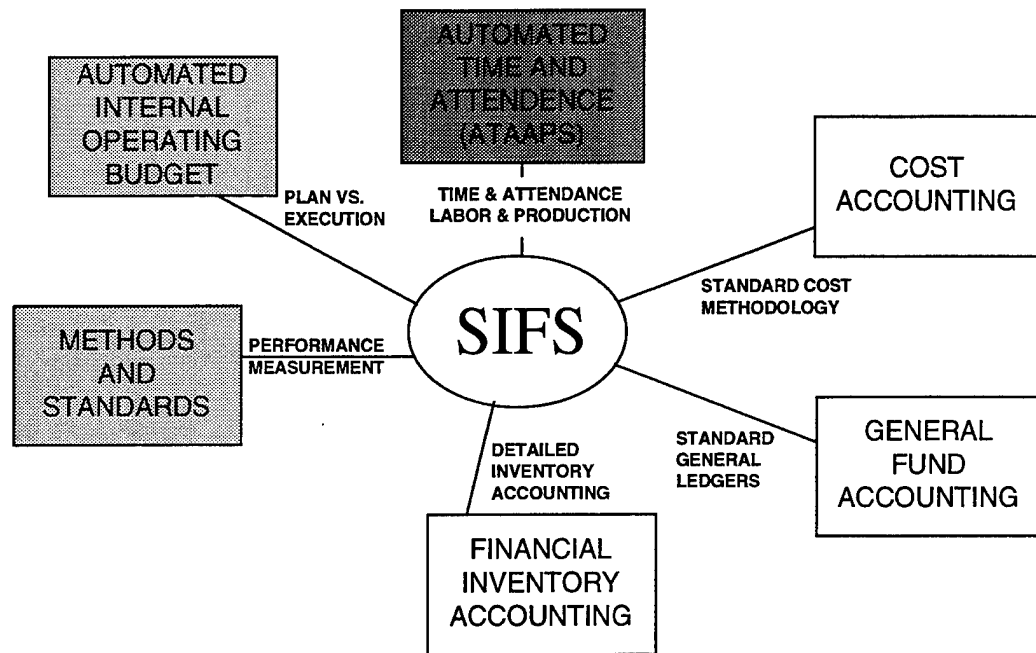 AUTOMATED
INTERNAL
OPERATING
BUDGET
AUTOMATED
TIME AND
ATTENDENCE
(ATAAPS)
COST
ACCOUNTING
PLAN VS.
EXECUTION
TIME & ATTENDANCE
LABOR & PRODUCTION
STANDARD COST
METHODOLOGY
SIFS
METHODS
AND
STANDARDS
PERFORMANCE
MEASUREMENT
DETAILED
INVENTORY
ACCOUNTING
STANDARD
GENERAL
LEDGERS
GENERAL
FUND
ACCOUNTING
FINANCIAL
INVENTORY
ACCOUNTING